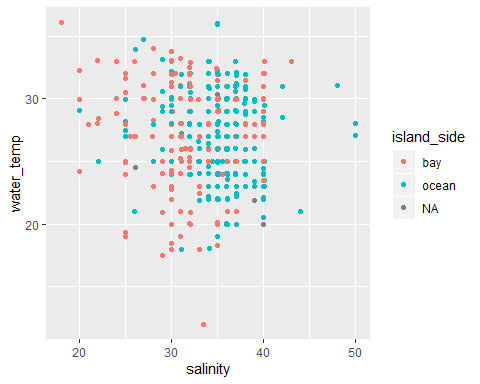 30
20
water_temp
20
30
40
50
salinity
island_side
bay
ocean
NA